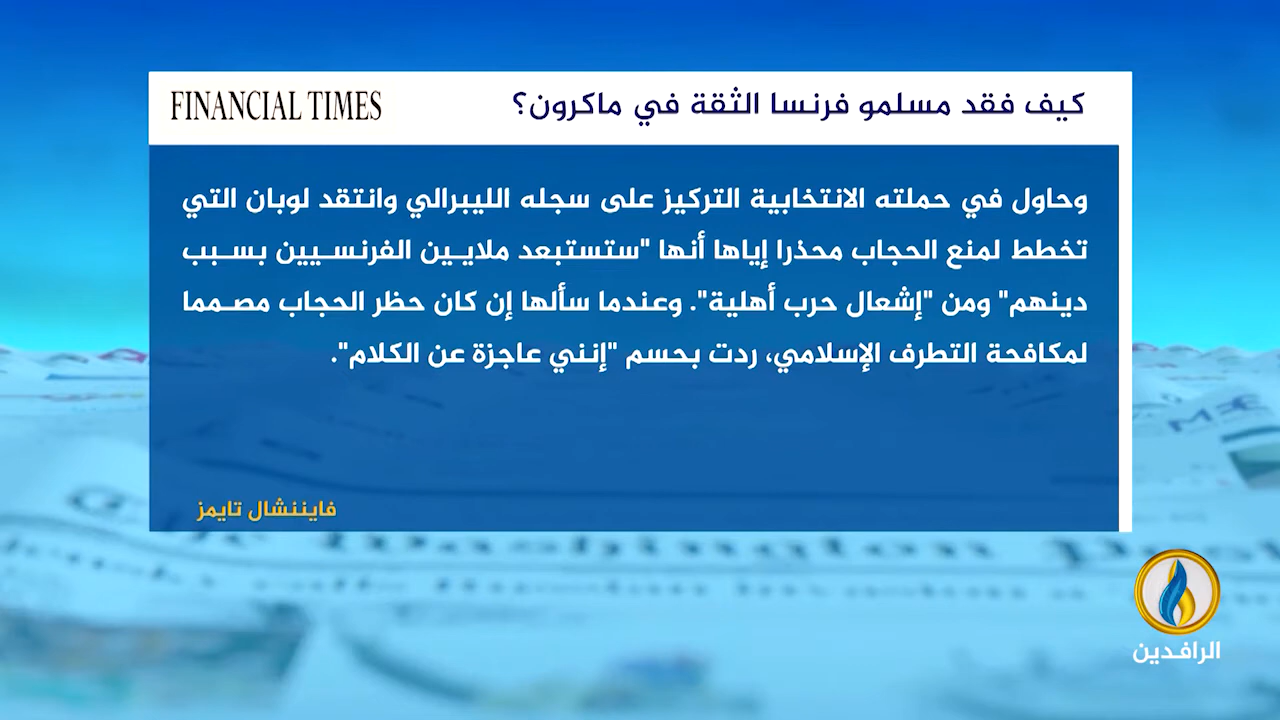 كيف فقد مسلمو فرنسا الثقة في ماكرون؟
FINANCIAL TIMES
وحاول في حملته الانتخابية التركيز على سجله الليبرالي وانتقد لوبان التي
تخطط لمنع الحجاب محذرا إياها أنها "ستستبعد ملايين الفرنسيين بسبب
دينهم" ومن "إشعال حرب أهلية". وعندما سألها إن كان حظر الحجاب مصمما
لمكافحة التطرف الإسلامي، ردت بحسم "إنني عاجزة عن الكلام".
فايننشال تايمز
الرافدين